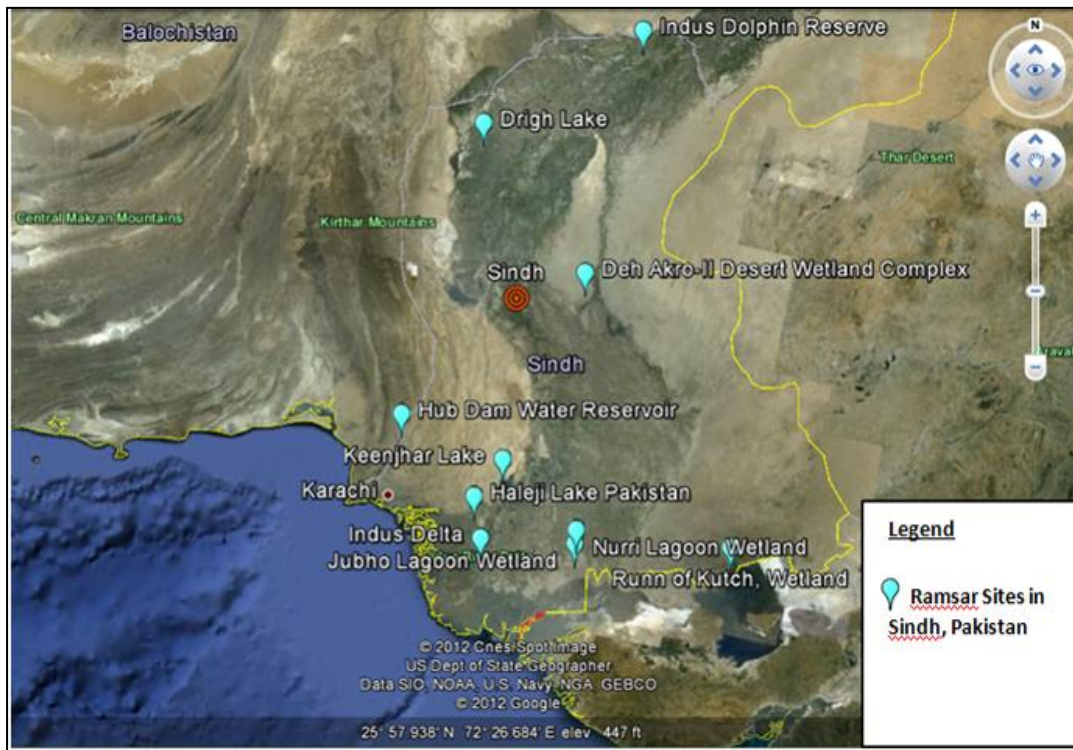 Balochistan
Indus Dolphin Reserve
N
Drigh Lake
Thar Desert
Central Makran Mountains
Kirthar Mountains
Sindh
Deh Akro-II Desert Wetland Complex
Sindh
Hub Dam Water Reservoir
Keenjhar Lake
Karachi
Haleji Lake Pakistan
Indus Delta
Jubho Lagoon Wetland
Nurri Lagoon Wetland
Runn of Kutch, Wetland
Legend
Ramsar Sites in
Sindh, Pakistan
© 2012 Cnes/Spot Image
US Dept of State Geographer
Data SIO, NOAA, U.S. Navy, NGA, GEBCO
© 2012 Google
25° 57.938' N 72° 26.684' E elev 447 ft